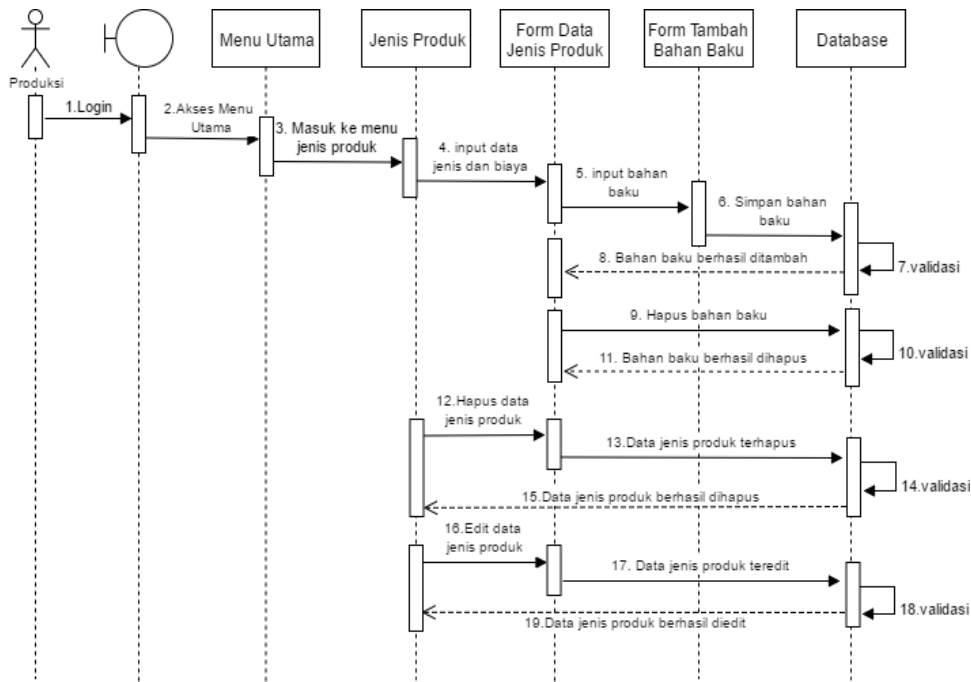 Menu Utama
Jenis Produk
Form Data
Jenis Produk
Form Tambah
Bahan Baku
Database
Produksi
1.Login
2.Akses Menu
Utama
3. Masuk ke menu
jenis produk
4. input data
jenis dan biaya
5. input bahan
baku
6. Simpan bahan
baku
7.validasi
8. Bahan baku berhasil ditambah
9. Hapus bahan baku
10.validasi
11. Bahan baku berhasil dihapus
12.Hapus data
jenis produk
13.Data jenis produk terhapus
14.validasi
15.Data jenis produk berhasil dihapus
16.Edit data
jenis produk
17. Data jenis produk teredit
18.validasi
19.Data jenis produk berhasil diedit